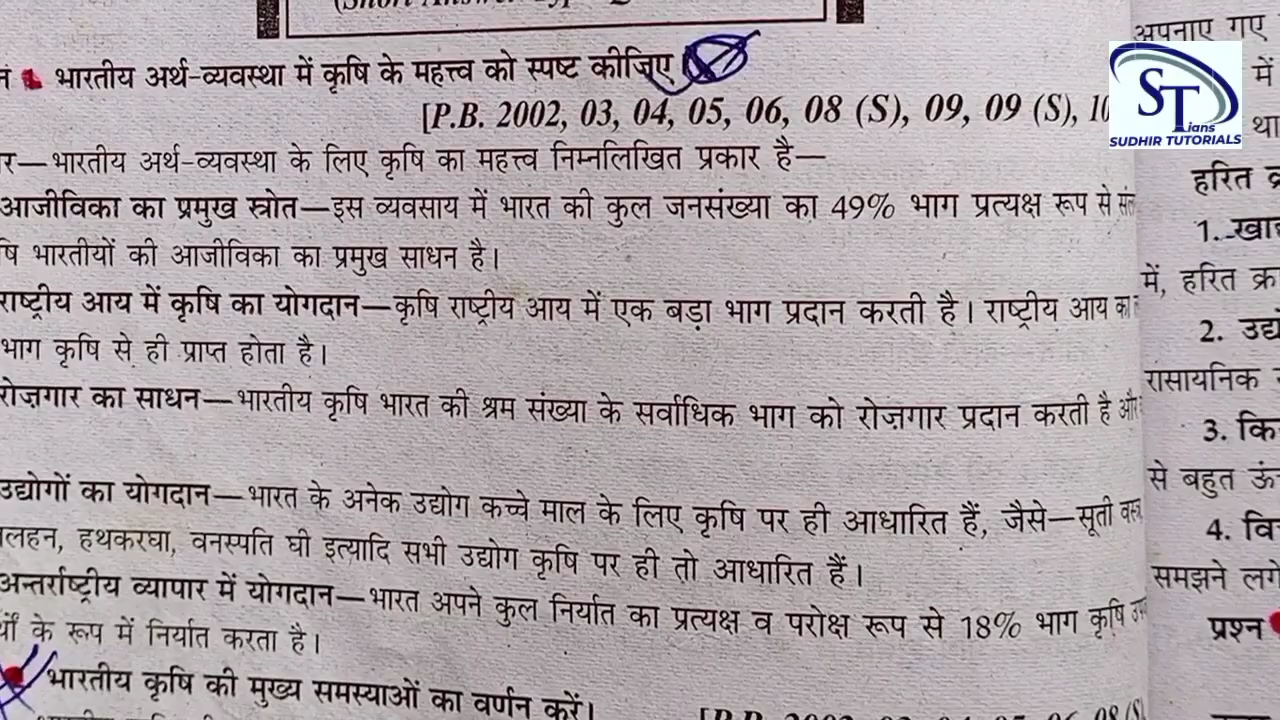 (Short Answer Type
भारतीय अर्थ-व्यवस्था में कृषि के महत्त्व को स्पष्ट कीजिए
[P.B. 2002, 03, 04, 05, 06, 08 (S), 09, 09 (S), 10
र—भारतीय अर्थ-व्यवस्था के लिए कृषि का महत्त्व निम्नलिखित प्रकार है—
आजीविका का प्रमुख स्त्रोत—इस व्यवसाय में भारत की कुल जनसंख्या का 49% भाग प्रत्यक्ष रूप से
षि भारतीयों की आजीविका का प्रमुख साधन है।
राष्ट्रीय आय में कृषि का योगदान—कृषि राष्ट्रीय आय में एक बड़ा भाग प्रदान करती है। राष्ट्रीय आय का
भाग कृषि से ही प्राप्त होता है।
रोज़गार का साधन—भारतीय कृषि भारत की श्रम संख्या के सर्वाधिक भाग को रोज़गार प्रदान करती है और
उद्योगों का योगदान—भारत के अनेक उद्योग कच्चे माल के लिए कृषि पर ही आधारित हैं, जैसे—सूती वस्त्र
लहन, हथकरघा, वनस्पति घी इत्यादि सभी उद्योग कृषि पर ही तो आधारित हैं।
अन्तर्राष्ट्रीय व्यापार में योगदान—भारत अपने कुल निर्यात का प्रत्यक्ष व परोक्ष रूप से 18% भाग कृषि
र्थों के रूप में निर्यात करता है।
भारतीय कृषि की मुख्य समस्याओं का वर्णन करें।
अपनाए गए
में
था
हरित क्र
1. खाद्य
में, हरित क्र
2. उद्य
रासायनिक
3. कि
से बहुत ऊं
4. वि
समझने लगे
प्रश्न
ST
ians
SUDHIR TUTORIALS